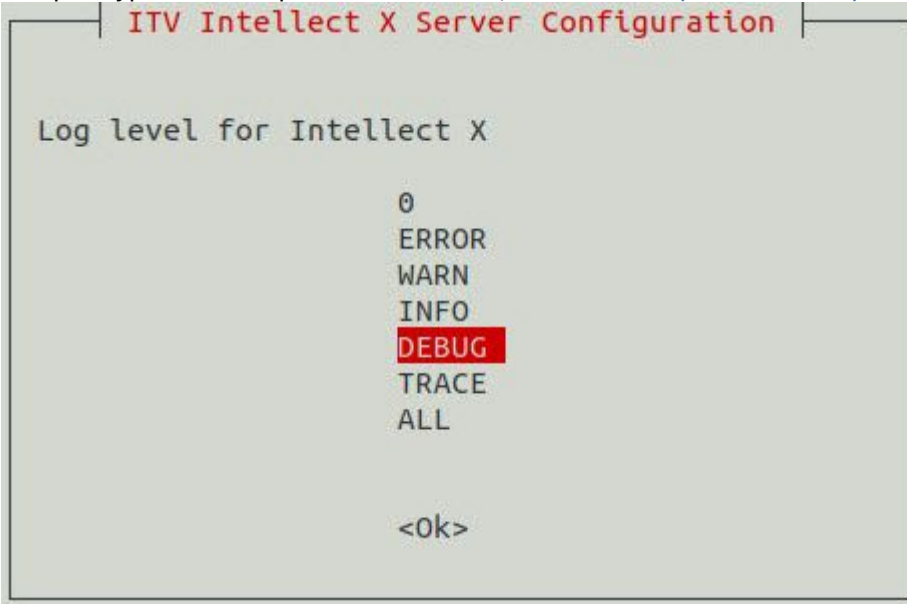 ITV Intellect X Server Configuration
Log level for Intellect X
0
ERROR
WARN
INFO
DEBUG
TRACE
ALL
<Ok>